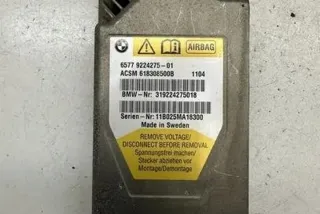 AIRBAG
6577 9224275-01
ACSM 618308500B 1104
BMW-Nr: 319224275018
Serien-Nr: 11B025MA18300
Made in Sweden
REMOVE VOLTAGE/
DISCONNECT BEFORE REMOVAL
Spannungsfrei machen/
Stecker abziehen vor
Montage/Demontage